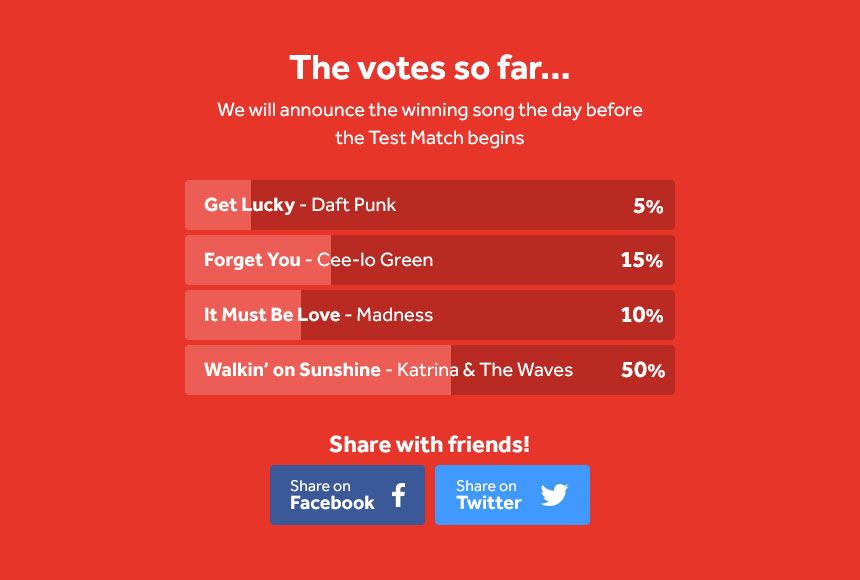 The votes so far...
We will announce the winning song the day before
the Test Match begins
Get Lucky - Daft Punk 5%
Forget You - Cee-lo Green 15%
It Must Be Love - Madness 10%
Walkin’ on Sunshine - Katrina & The Waves 50%
Share with friends!
Share on
Facebook
Share on
Twitter